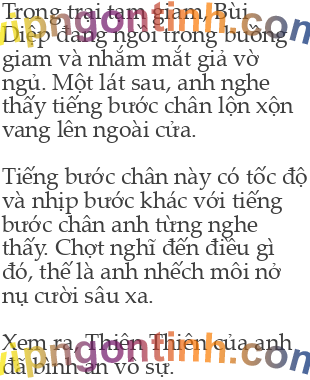 Trong trại tạm giam, Bùi
Diệp đang ngồi trong buồng
giam và nhắm mắt giả vờ
ngủ. Một lát sau, anh nghe
thấy tiếng bước chân lộn xộn
vang lên ngoài cửa.
Tiếng bước chân này có tốc độ
và nhịp bước khác với tiếng
bước chân anh từng nghe
thấy. Chợt nghĩ đến điều gì
đó, thế là anh nhếch môi nở
nụ cười sâu xa.
Xem ra, Thiên Thiên của anh
đã bình an vô sự.
vipngontinh.com
vipngontinh.com